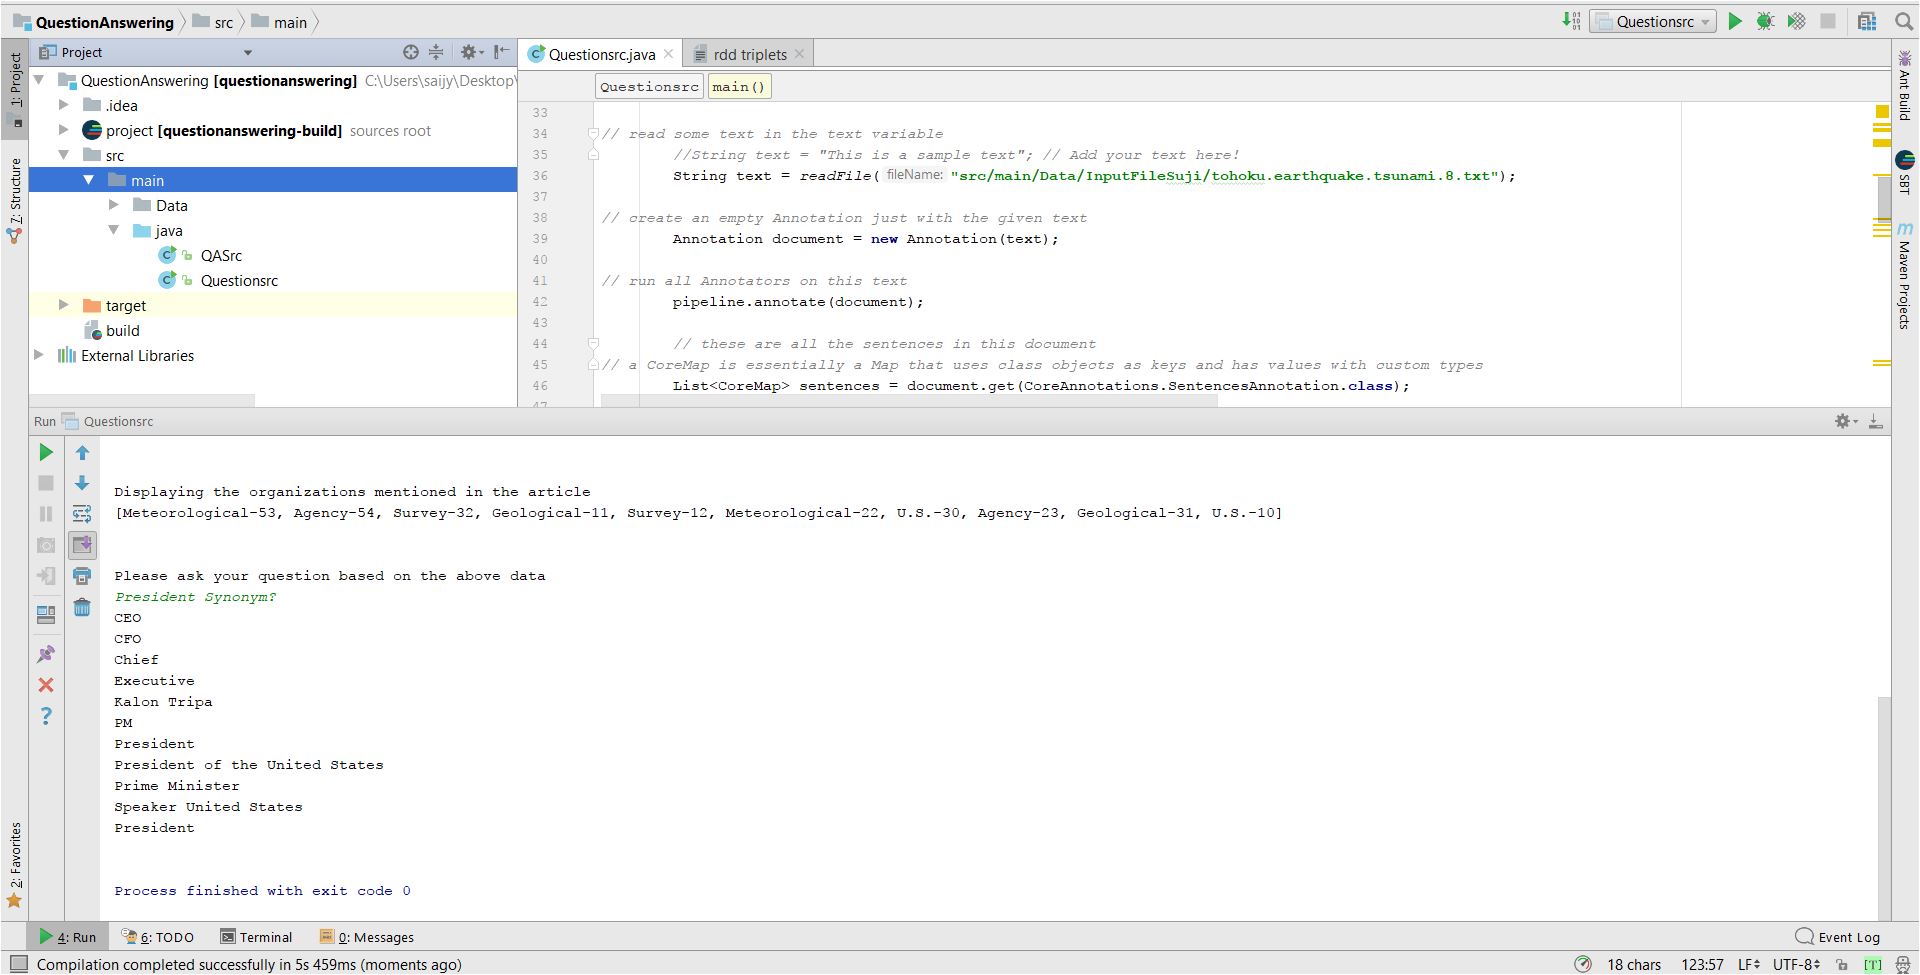 QuestionAnswering src main
Questionsrc
1: Project
7: Structure
2: Favorites
Project
QuestionAnswering [questionanswering] C:\Users\saijy\Desktop\
.idea
project [questionanswering-build] sources root
src
main
Data
java
QASrc
Questionsrc
target
build
External Libraries
Questionsrc.java rdd triplets
Questionsrc main()
33
34 // read some text in the text variable
35 //String text = "This is a sample text"; // Add your text here!
36 String text = readFile( fileName: "src/main/Data/InputFileSuji/tohoku.earthquake.tsunami.8.txt");
37
38 // create an empty Annotation just with the given text
39 Annotation document = new Annotation(text);
40
41 // run all Annotators on this text
42 pipeline.annotate(document);
43
44 // these are all the sentences in this document
45 // a CoreMap is essentially a Map that uses class objects as keys and has values with custom types
46 List<CoreMap> sentences = document.get(CoreAnnotations.SentencesAnnotation.class);
47
Ant Build
SBT
Maven Projects
Run Questionsrc
Displaying the organizations mentioned in the article
[Meteorological-53, Agency-54, Survey-32, Geological-11, Survey-12, Meteorological-22, U.S.-30, Agency-23, Geological-31, U.S.-10]
Please ask your question based on the above data
President Synonym?
CEO
CFO
Chief
Executive
Kalon Tripa
PM
President
President of the United States
Prime Minister
Speaker United States
President
Process finished with exit code 0
4: Run 6: TODO Terminal 0: Messages Event Log
Compilation completed successfully in 5s 459ms (moments ago) 18 chars 123:57 LF UTF-8 [T]